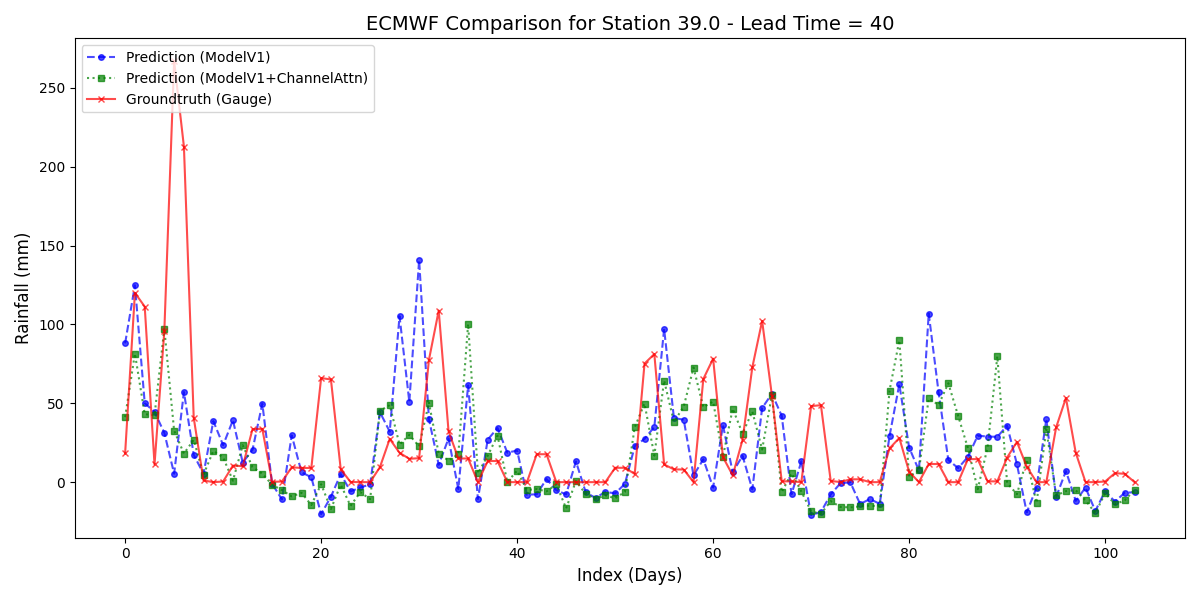 ECMWF Comparison for Station 39.0 - Lead Time = 40
Prediction (ModelV1)
Prediction (ModelV1+ChannelAttn)
Groundtruth (Gauge)
Rainfall (mm)
250
200
150
100
50
0
0 20 40 60 80 100
Index (Days)